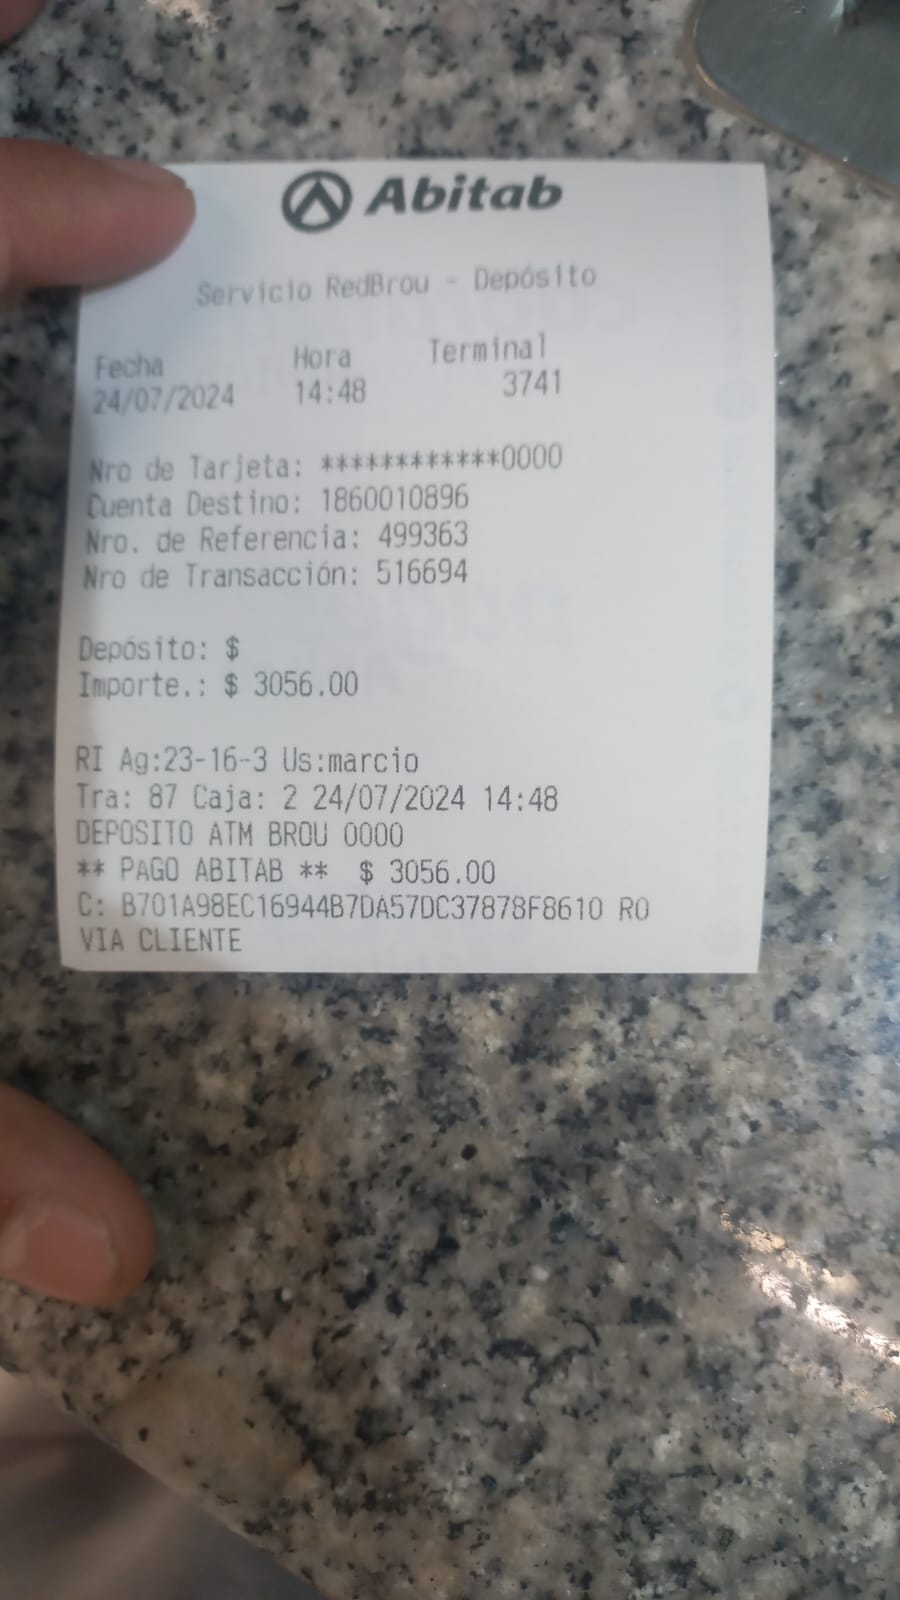 Abitab
Servicio RedBrou - Depósito
Fecha Hora Terminal
24/07/2024 14:48 3741
Nro de Tarjeta: ************0000
Cuenta Destino: 1860010896
Nro. de Referencia: 499363
Nro de Transacción: 516694
Depósito: $
Importe.: $ 3056.00
RI Ag:23-16-3 Us:marcio
Tra: 87 Caja: 2 24/07/2024 14:48
DEPOSITO ATM BROU 0000
** PAGO ABITAB ** $ 3056.00
C: B701A98EC16944B7DA57DC37878F8610 RO
VIA CLIENTE